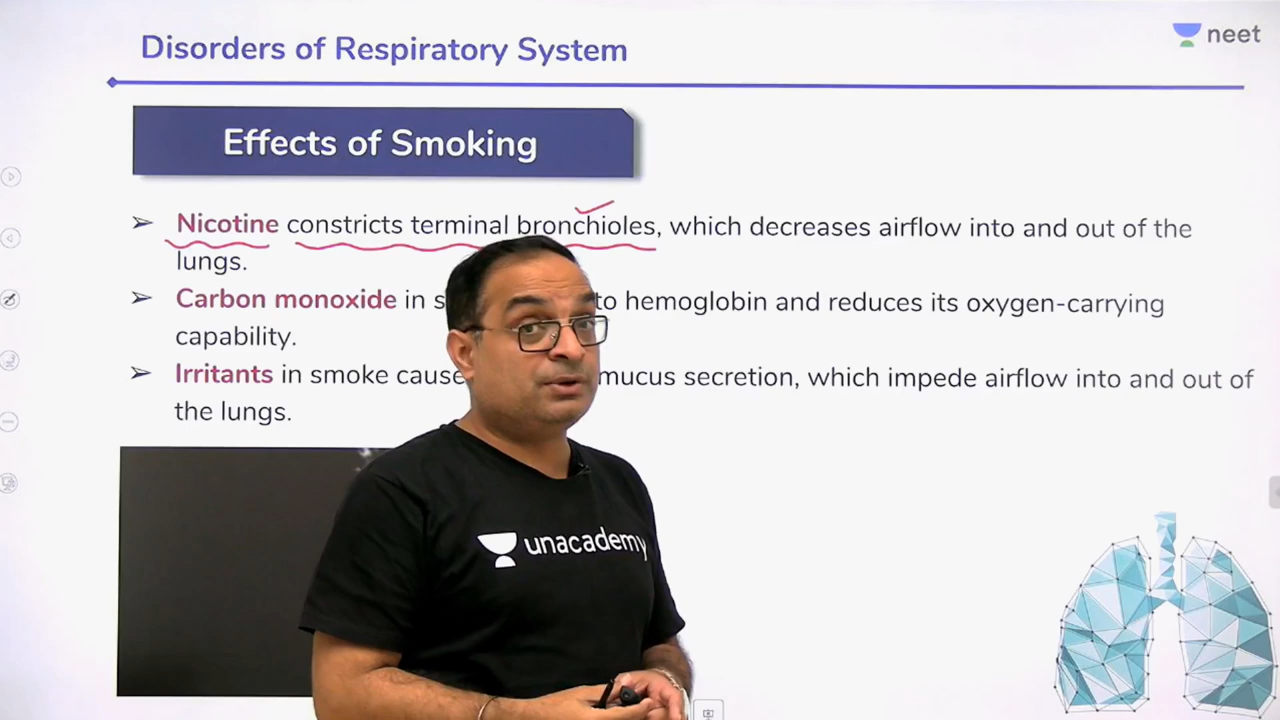 Disorders of Respiratory System
neet
Effects of Smoking
Nicotine constricts terminal bronchioles, which decreases airflow into and out of the
lungs.
Carbon monoxide in s to hemoglobin and reduces its oxygen-carrying
capability.
Irritants in smoke cause mucus secretion, which impede airflow into and out of
the lungs.
unacademy